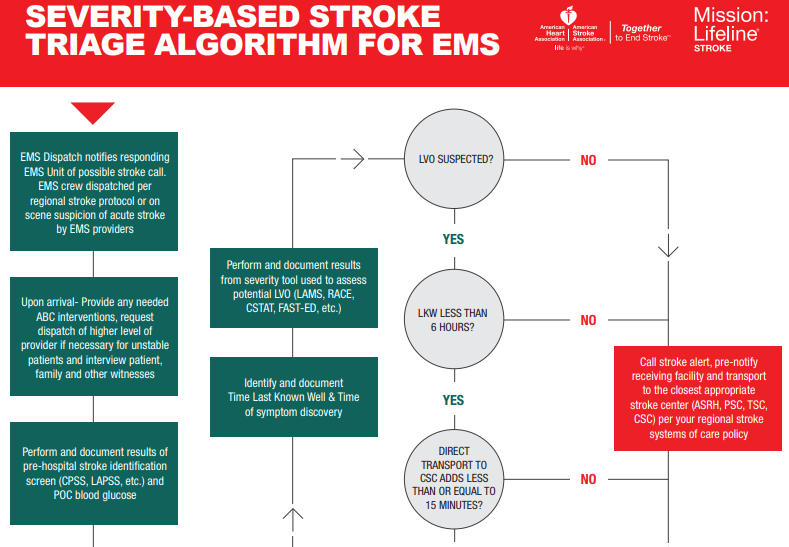 SEVERITY-BASED STROKE
TRIAGE ALGORITHM FOR EMS
American
Heart
Association
American
Stroke
Association
life is why
Together
to End Stroke
Mission:
Lifeline
STROKE
EMS Dispatch notifies responding
EMS Unit of possible stroke call.
EMS crew dispatched per
regional stroke protocol or on
scene suspicion of acute stroke
by EMS providers
Upon arrival- Provide any needed
ABC interventions, request
dispatch of higher level of
provider if necessary for unstable
patients and interview patient,
family and other witnesses
Perform and document results of
pre-hospital stroke identification
screen (CPSS, LAPSS, etc.) and
POC blood glucose
Perform and document results
from severity tool used to assess
potential LVO (LAMS, RACE,
CSTAT, FAST-ED, etc.)
Identify and document
Time Last Known Well & Time
of symptom discovery
LVO SUSPECTED?
NO
YES
LKW LESS THAN
6 HOURS?
NO
YES
DIRECT
TRANSPORT TO
CSC ADDS LESS
THAN OR EQUAL TO
15 MINUTES?
NO
Call stroke alert, pre-notify
receiving facility and transport
to the closest appropriate
stroke center (ASRH, PSC, TSC,
CSC) per your regional stroke
systems of care policy